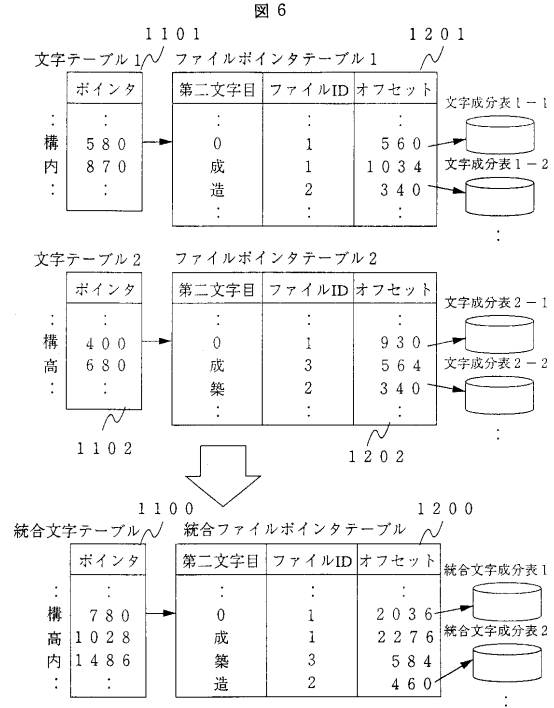 図６
１１０１
１２０１
文字テーブル１
ファイルポインタテーブル１
ポインタ
第二文字目 ファイルID オフセット
： ： ： ：
構 ５８０ 0 1 ５６０
内 ８７０ 成 1 １０３４
： ： 造 2 ３４０
： ： ：
文字成分表１－１
文字成分表１－２
：
文字テーブル２
ファイルポインタテーブル２
ポインタ
第二文字目 ファイルID オフセット
： ： ： ：
構 ４００ 0 1 ９３０
高 ６８０ 成 3 ５６４
： ： 築 2 ３４０
： ： ：
文字成分表２－１
文字成分表２－２
：
１１０２
１２０２
１１００
１２００
統合文字テーブル
統合ファイルポインタテーブル
ポインタ
第二文字目 ファイルID オフセット
： ： ： ：
構 ７８０ 0 1 ２０３６
高 １０２８ 成 1 ２２７６
内 １４８６ 築 3 ５８４
： ： 造 2 ４６０
： ： ：
統合文字成分表１
統合文字成分表２
：